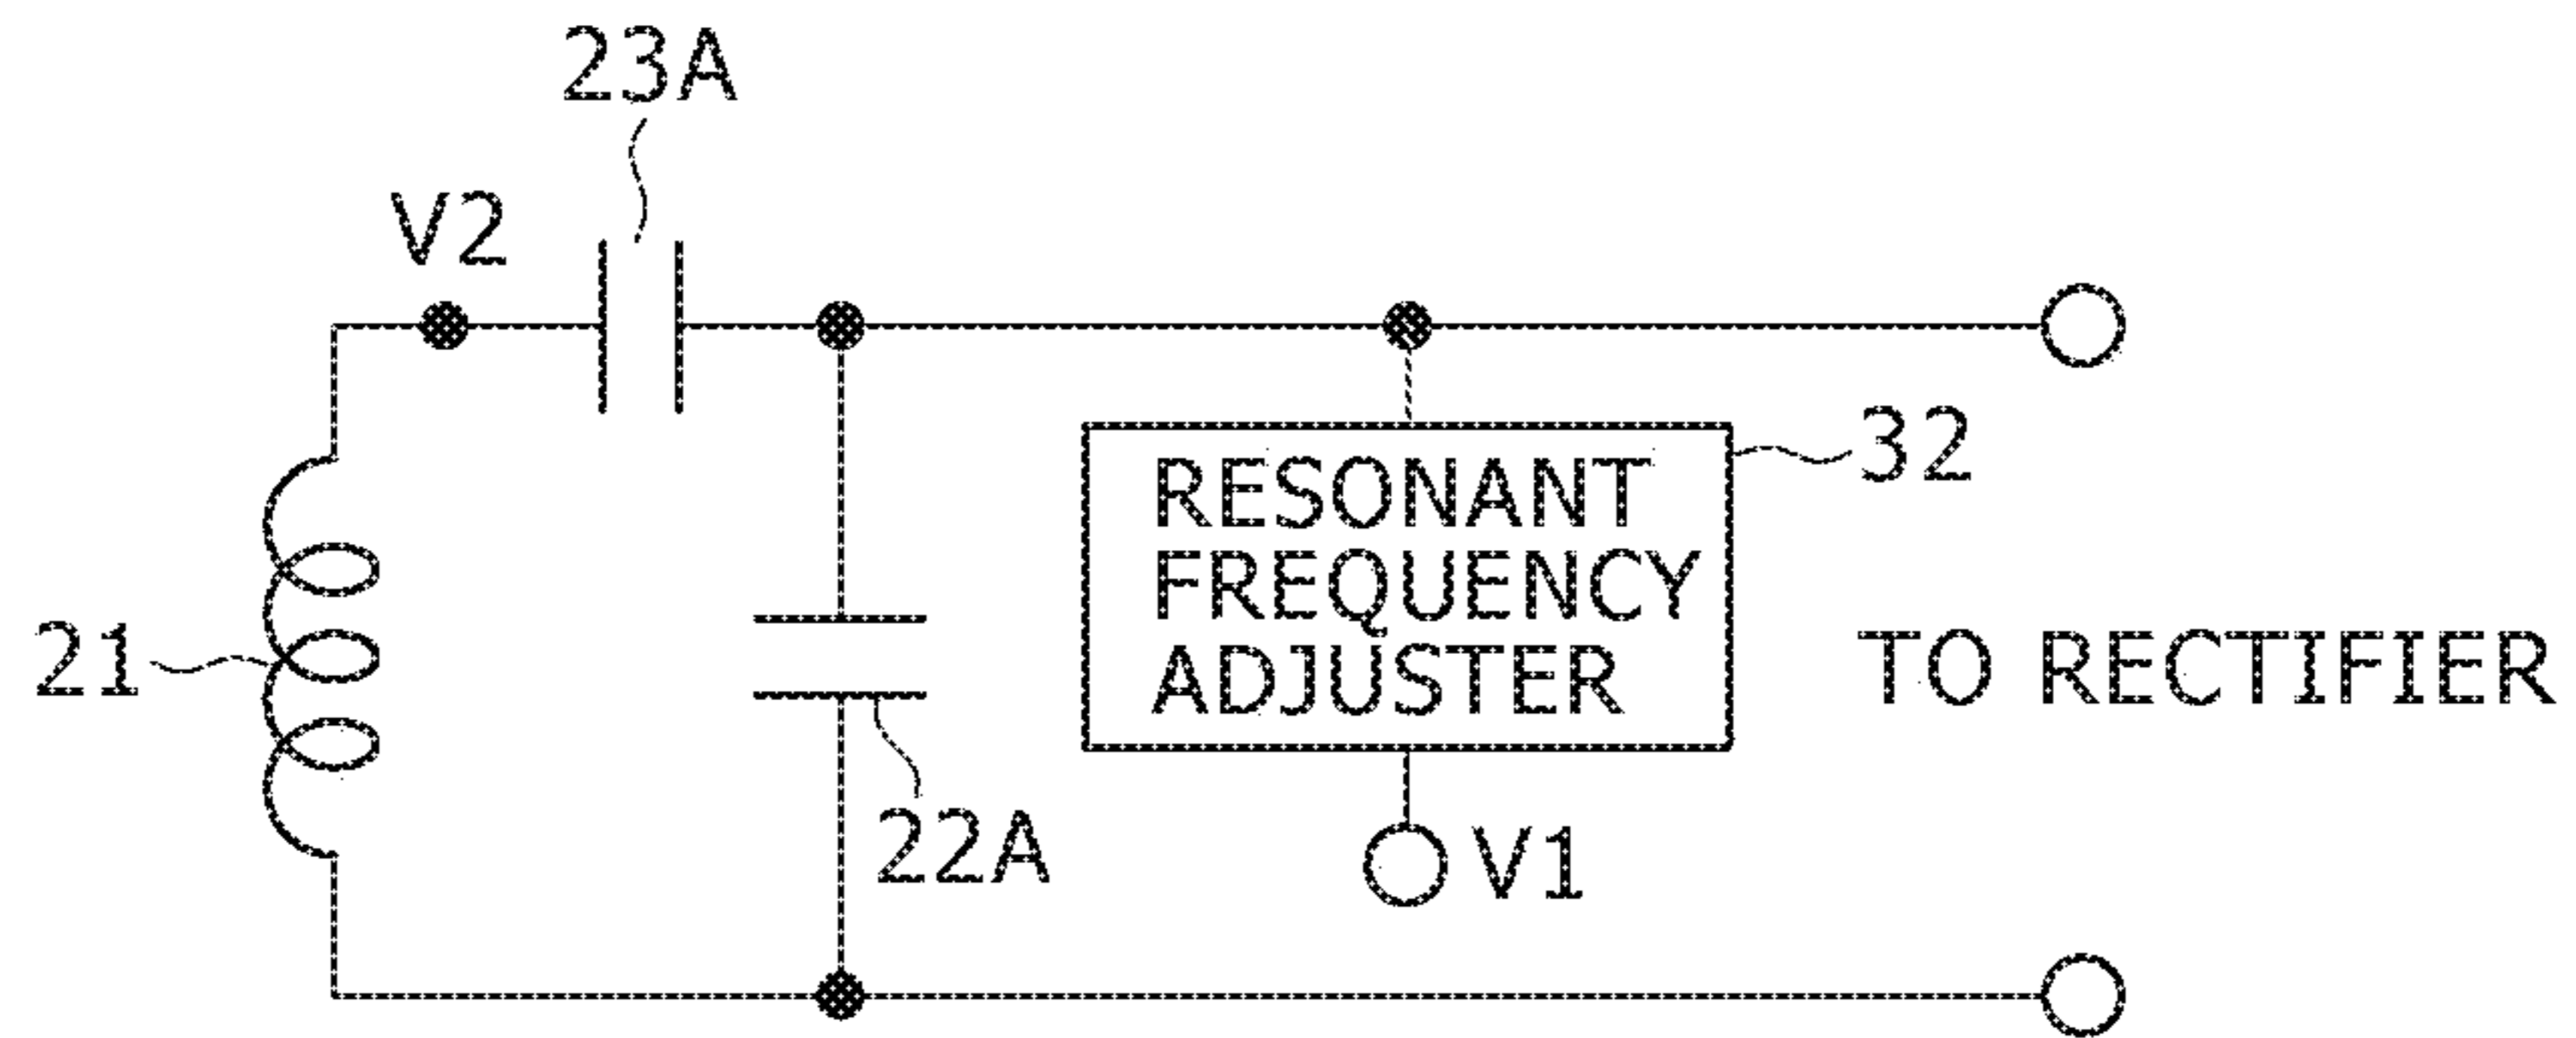 23A
V2
32
RESONANT
FREQUENCY
ADJUSTER
21
TO RECTIFIER
22A
V1